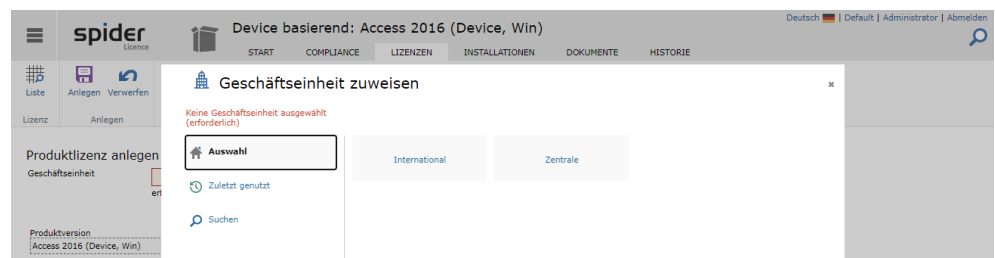 Deutsch | Default | Administrator | Abmelden
spider
Licence
Device basierend: Access 2016 (Device, Win)
START COMPLIANCE LIZENZEN INSTALLATIONEN DOKUMENTE HISTORIE
Liste Anlegen Verwerfen
Lizenz Anlegen
Geschäftseinheit zuweisen
Keine Geschäftseinheit ausgewählt
(erforderlich)
Auswahl
International Zentrale
Zuletzt genutzt
Suchen
Produktlizenz anlegen
Geschäftseinheit
Produktversion
Access 2016 (Device, Win)